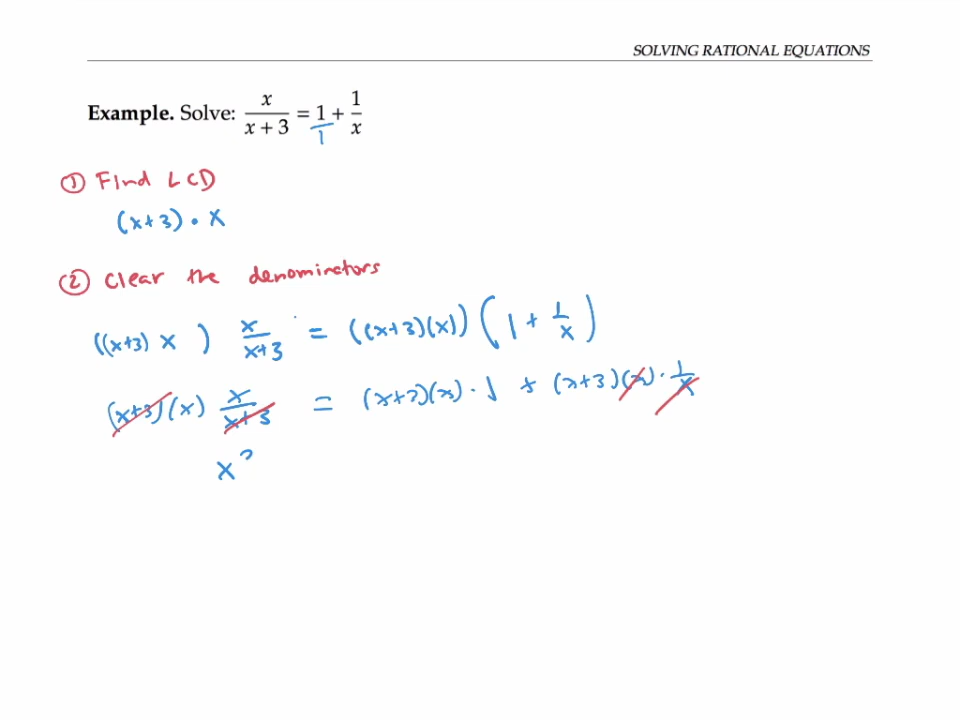 SOLVING RATIONAL EQUATIONS
Example. Solve: x/(x + 3) = 1/1 + 1/x
① Find LCD
(x+3) · x
② Clear the denominators
((x+3) x ) x/(x+3) = ((x+3)(x)) (1 + 1/x)
(x+3)(x) x/(x+3) = (x+3)(x) · 1 + (x+3)(x) · 1/x
x²